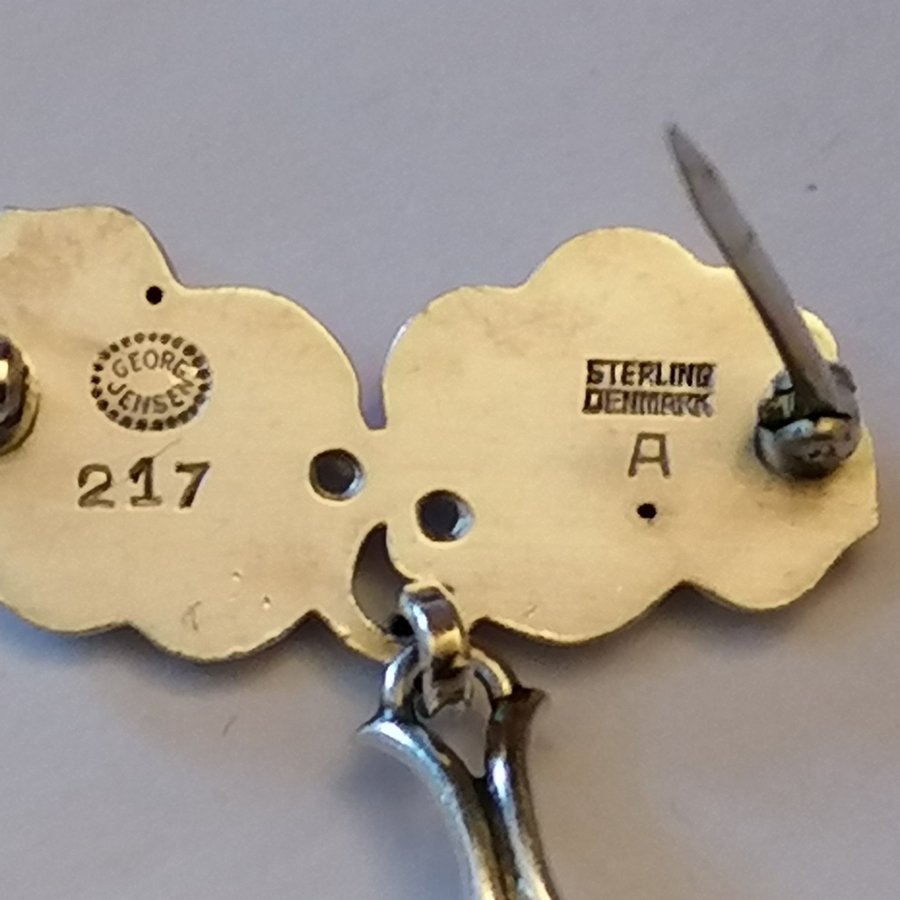 GEORG
JENSEN
217
STERLING
DENMARK
A